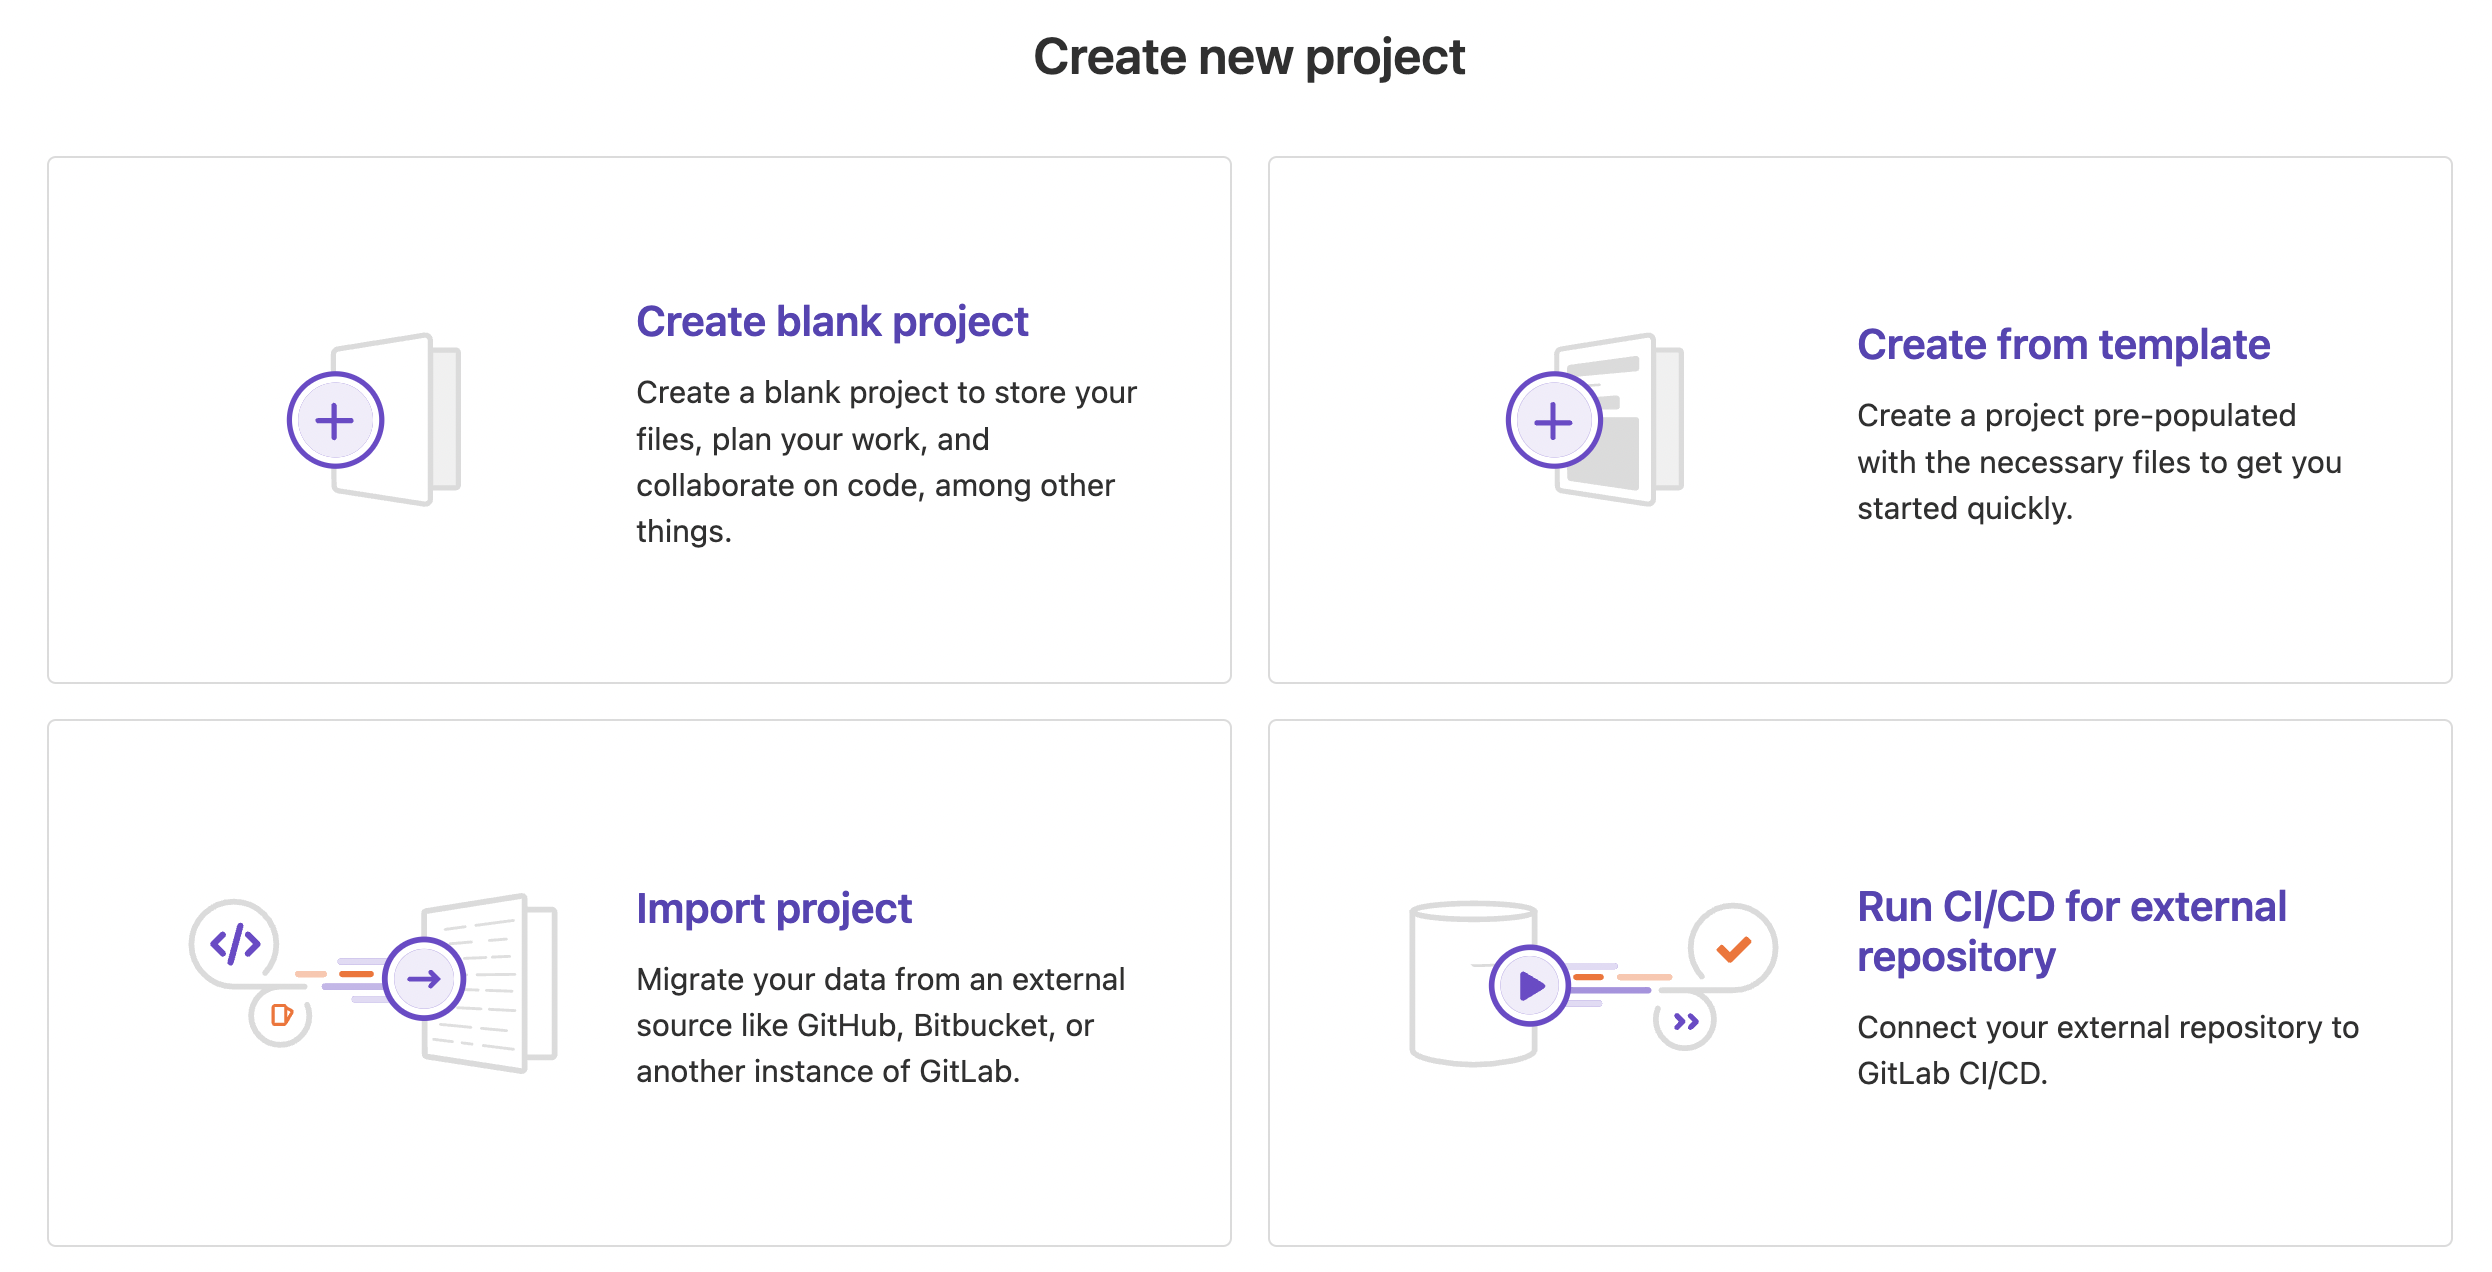 Create new project
Create blank project
Create a blank project to store your
files, plan your work, and
collaborate on code, among other
things.
Create from template
Create a project pre-populated
with the necessary files to get you
started quickly.
Import project
Migrate your data from an external
source like GitHub, Bitbucket, or
another instance of GitLab.
Run CI/CD for external
repository
Connect your external repository to
GitLab CI/CD.